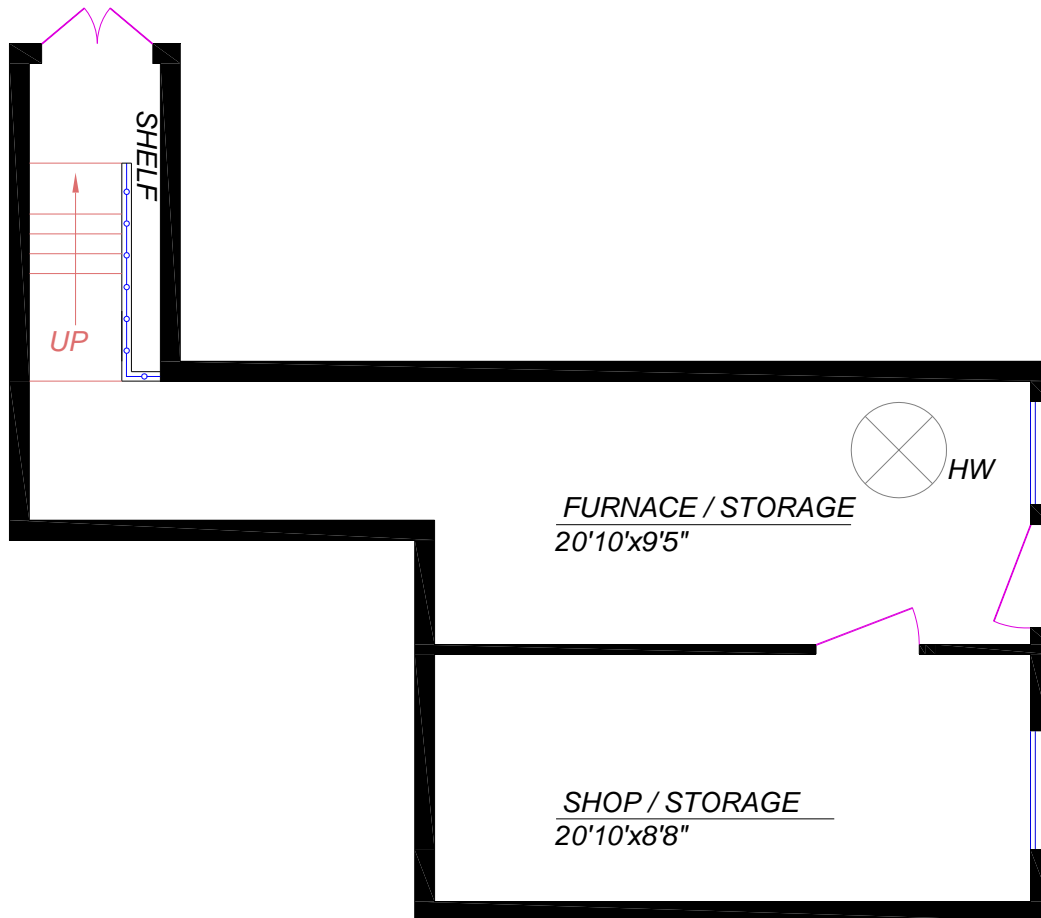 SHELF
UP
HW
FURNACE / STORAGE
20'10'x9'5"
SHOP / STORAGE
20'10'x8'8"